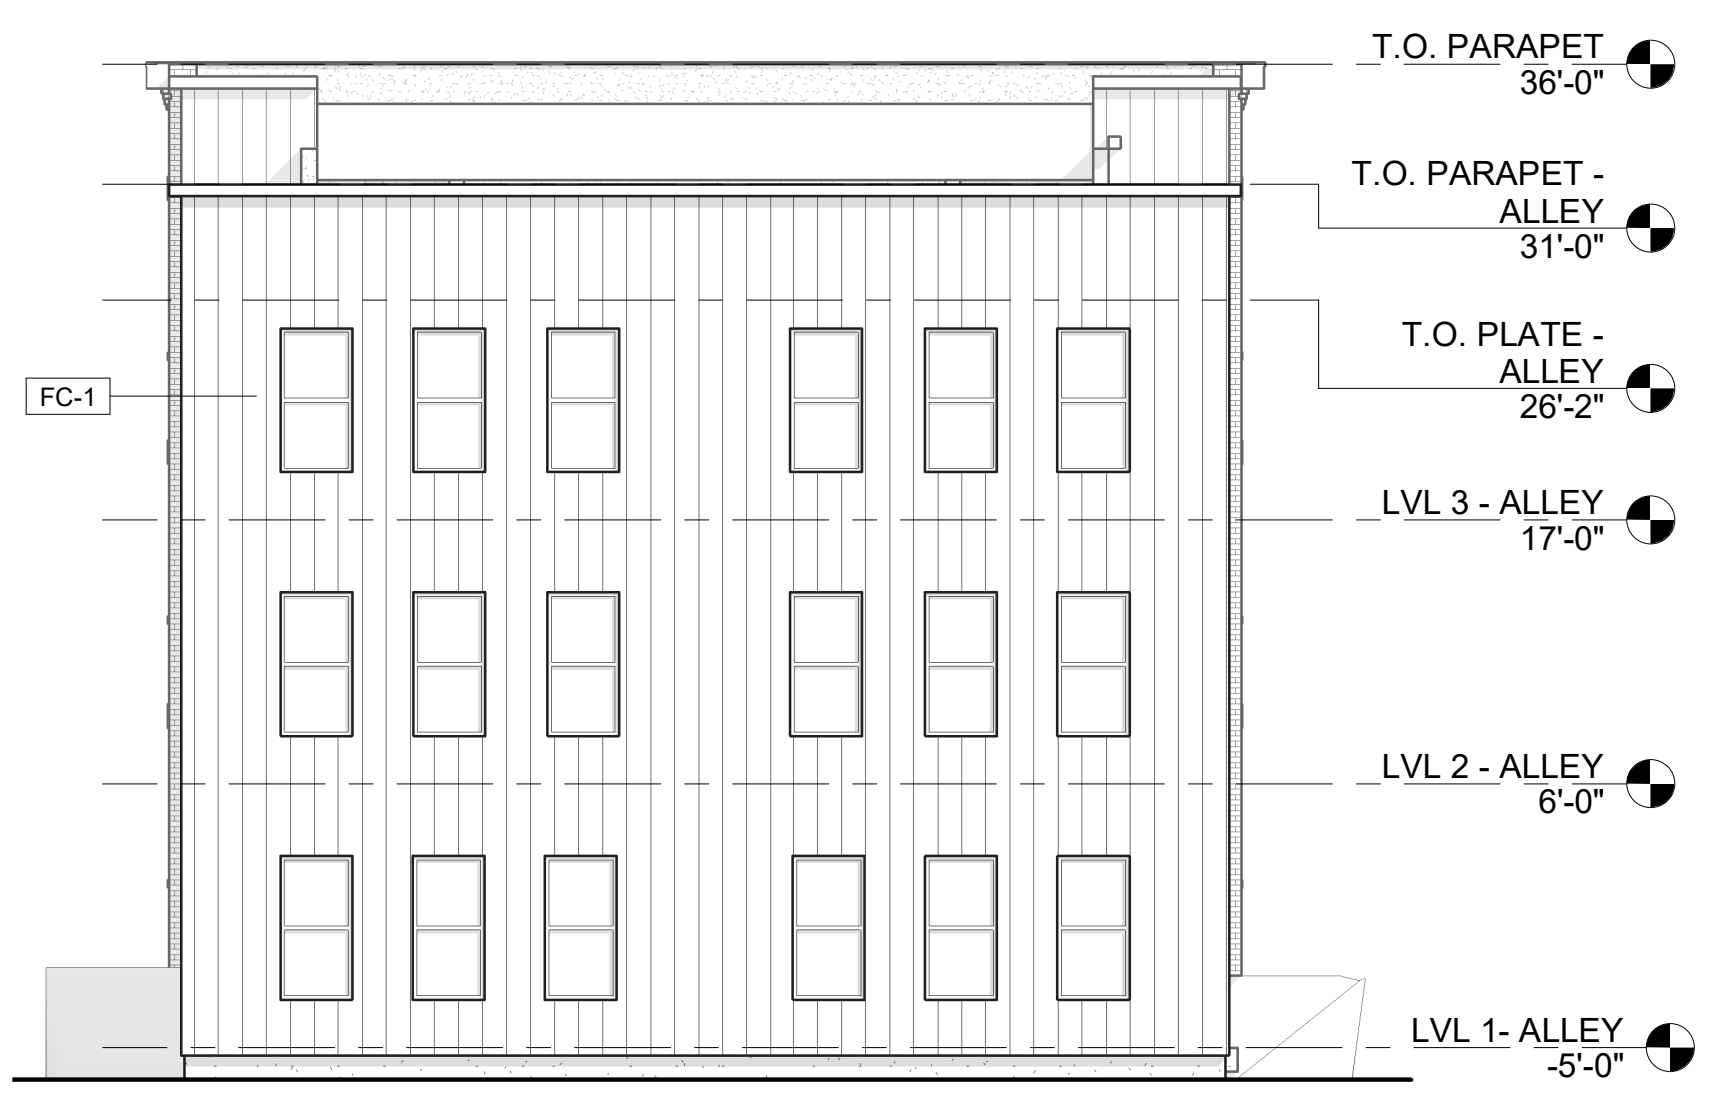 T.O. PARAPET
36'-0"
T.O. PARAPET -
ALLEY
31'-0"
T.O. PLATE -
ALLEY
26'-2"
FC-1
LVL 3 - ALLEY
17'-0"
LVL 2 - ALLEY
6'-0"
LVL 1- ALLEY
-5'-0"